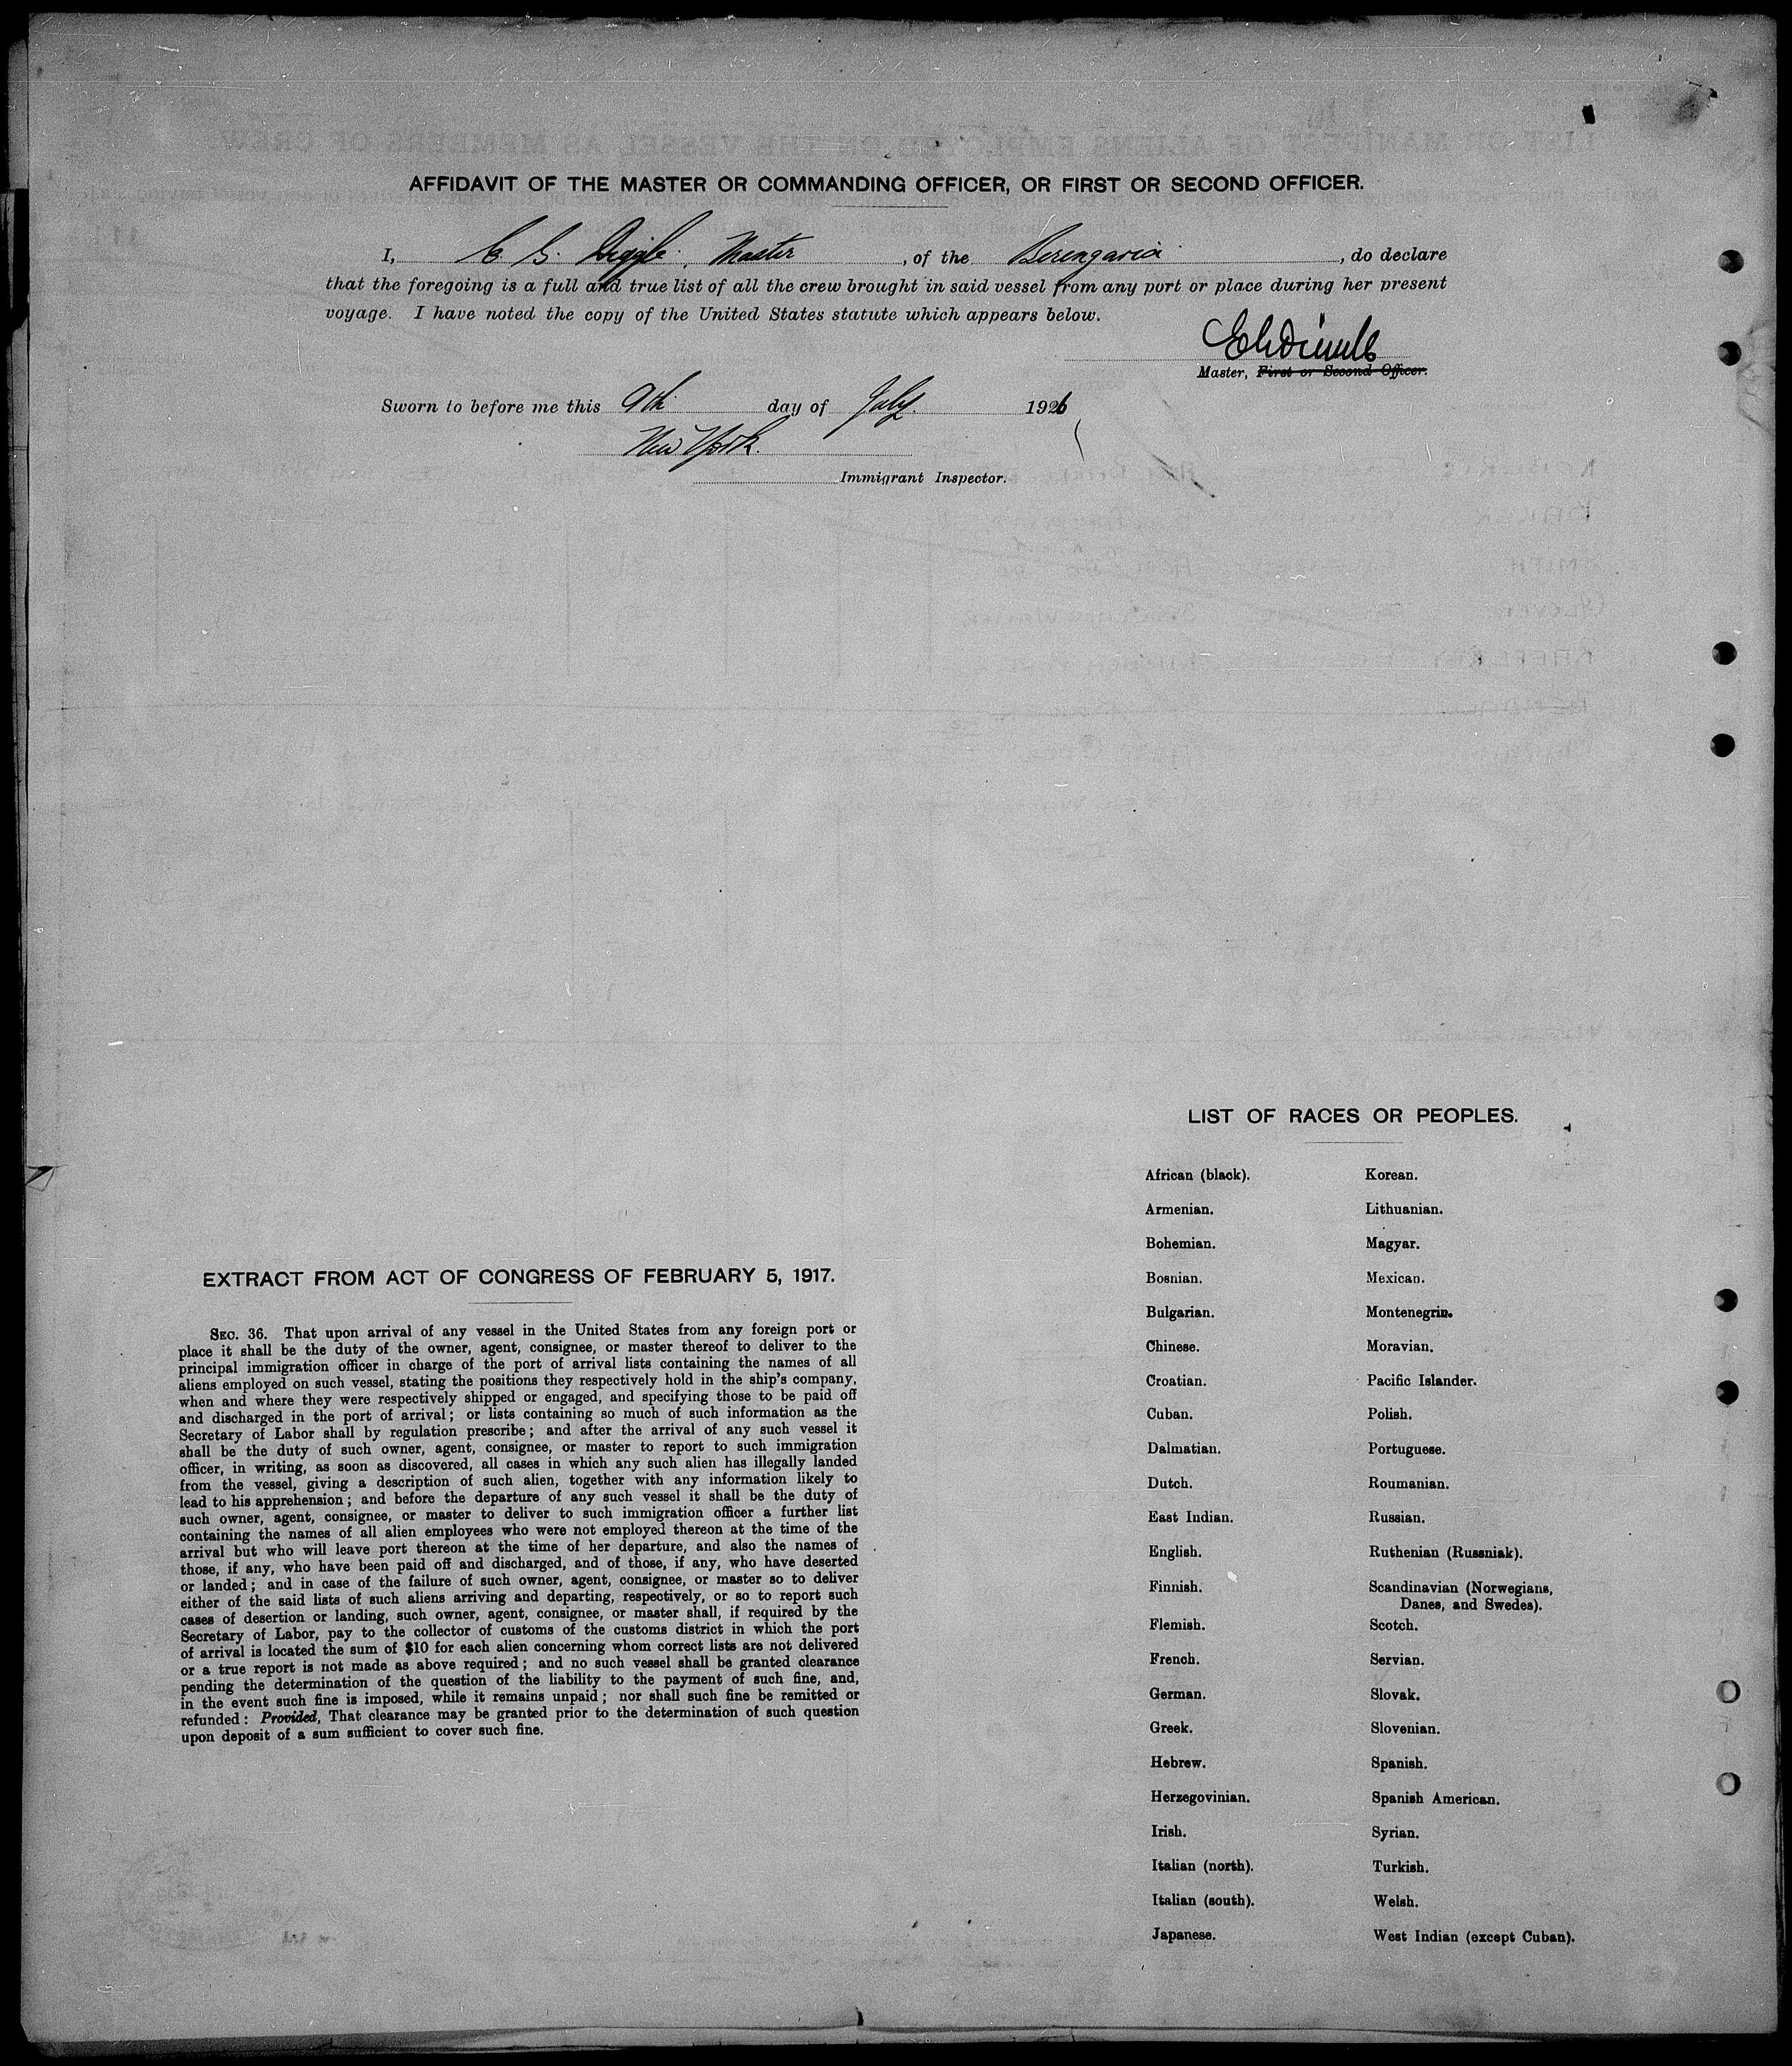 AFFIDAVIT OF THE MASTER OR COMMANDING OFFICER, OR FIRST OR SECOND OFFICER.
I, Diggle, Master, of the Berengaria, do declare
that the foregoing is a full and true list of all the crew brought in said vessel from any port or place during her present
voyage. I have noted the copy of the United States statute which appears below.
Master, First or Second Officer.
Sworn to before me this 9th day of July. 1926
New York.
Immigrant Inspector.
LIST OF RACES OR PEOPLES.
African (black). Korean.
Armenian. Lithuanian.
Bohemian. Magyar.
Bosnian. Mexican.
Bulgarian. Montenegrin.
Chinese. Moravian.
Croatian. Pacific Islander.
Cuban. Polish.
Dalmatian. Portuguese.
Dutch. Roumanian.
East Indian. Russian.
English. Ruthenian (Russniak).
Finnish. Scandinavian (Norwegians,
Danes, and Swedes).
Flemish. Scotch.
French. Servian.
German. Slovak.
Greek. Slovenian.
Hebrew. Spanish.
Herzegovinian. Spanish American.
Irish. Syrian.
Italian (north). Turkish.
Italian (south). Welsh.
Japanese. West Indian (except Cuban).
EXTRACT FROM ACT OF CONGRESS OF FEBRUARY 5, 1917.
SEC. 36. That upon arrival of any vessel in the United States from any foreign port or
place it shall be the duty of the owner, agent, consignee, or master thereof to deliver to the
principal immigration officer in charge of the port of arrival lists containing the names of all
aliens employed on such vessel, stating the positions they respectively hold in the ship's company,
when and where they were respectively shipped or engaged, and specifying those to be paid off
and discharged in the port of arrival; or lists containing so much of such information as the
Secretary of Labor shall by regulation prescribe; and after the arrival of any such vessel it
shall be the duty of such owner, agent, consignee, or master to report to such immigration
officer, in writing, as soon as discovered, all cases in which any such alien has illegally landed
from the vessel, giving a description of such alien, together with any information likely to
lead to his apprehension; and before the departure of any such vessel it shall be the duty of
such owner, agent, consignee, or master to deliver to such immigration officer a further list
containing the names of all alien employees who were not employed thereon at the time of the
arrival but who will leave port thereon at the time of her departure, and also the names of
those, if any, who have been paid off and discharged, and of those, if any, who have deserted
or landed; and in case of the failure of such owner, agent, consignee, or master so to deliver
either of the said lists of such aliens arriving and departing, respectively, or so to report such
cases of desertion or landing, such owner, agent, consignee, or master shall, if required by the
Secretary of Labor, pay to the collector of customs of the customs district in which the port
of arrival is located the sum of $10 for each alien concerning whom correct lists are not delivered
or a true report is not made as above required; and no such vessel shall be granted clearance
pending the determination of the question of the liability to the payment of such fine, and,
in the event such fine is imposed, while it remains unpaid; nor shall such fine be remitted or
refunded: Provided, That clearance may be granted prior to the determination of such question
upon deposit of a sum sufficient to cover such fine.